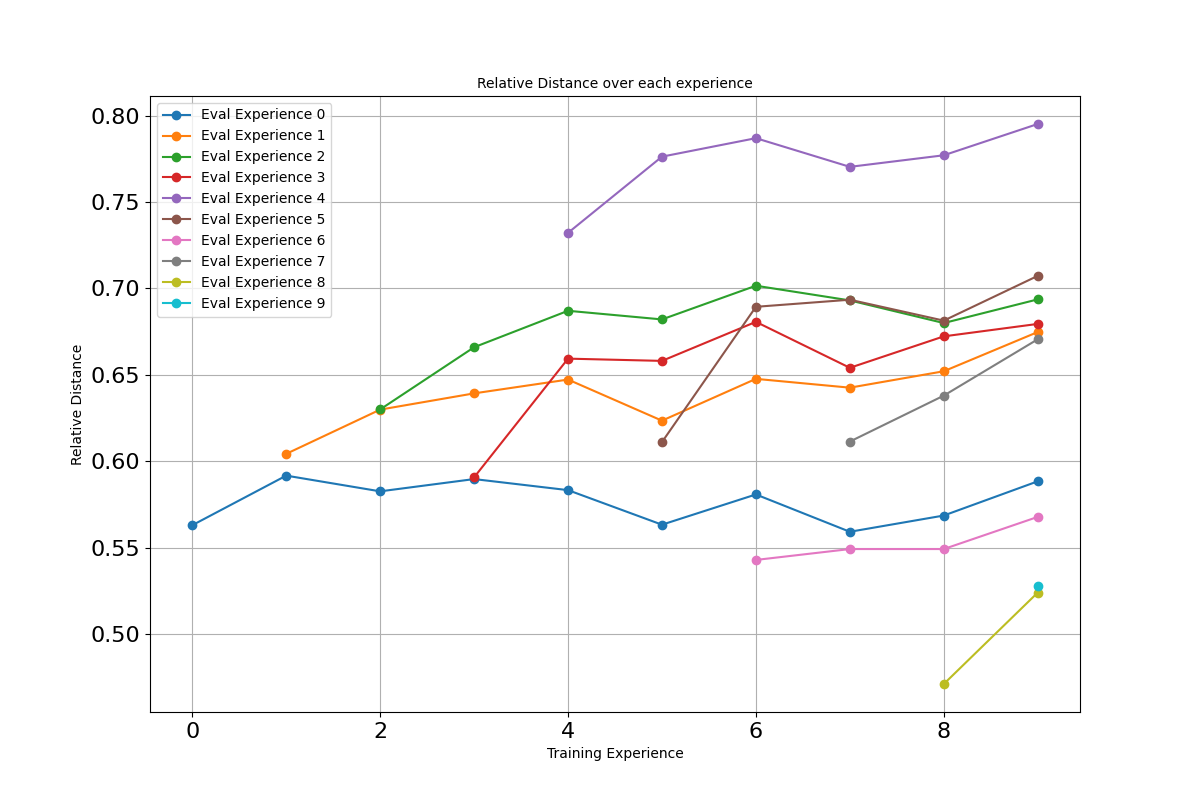 Relative Distance over each experience
0.80
0.75
0.70
0.65
0.60
0.55
0.50
Relative Distance
Eval Experience 0
Eval Experience 1
Eval Experience 2
Eval Experience 3
Eval Experience 4
Eval Experience 5
Eval Experience 6
Eval Experience 7
Eval Experience 8
Eval Experience 9
0 2 4 6 8
Training Experience